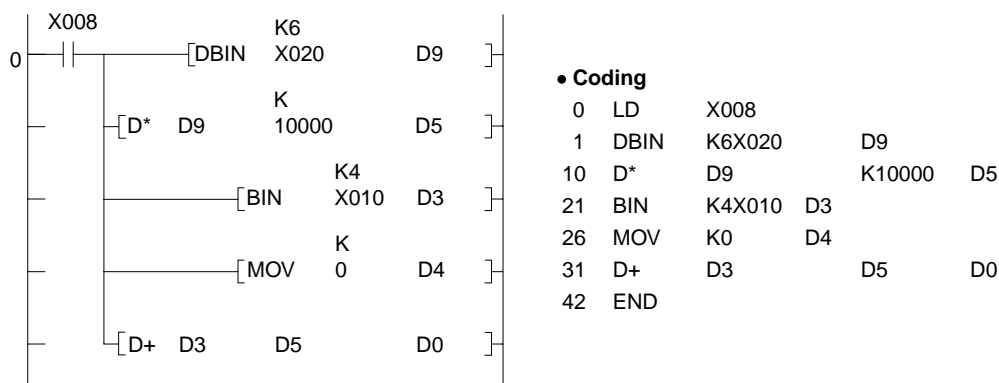 X008
K6
0 [DBIN X020 D9 ]
K
[D* D9 10000 D5 ]
K4
[BIN X010 D3 ]
K
[MOV 0 D4 ]
[D+ D3 D5 D0 ]
• Coding
0 LD X008
1 DBIN K6X020 D9
10 D* D9 K10000 D5
21 BIN K4X010 D3
26 MOV K0 D4
31 D+ D3 D5 D0
42 END